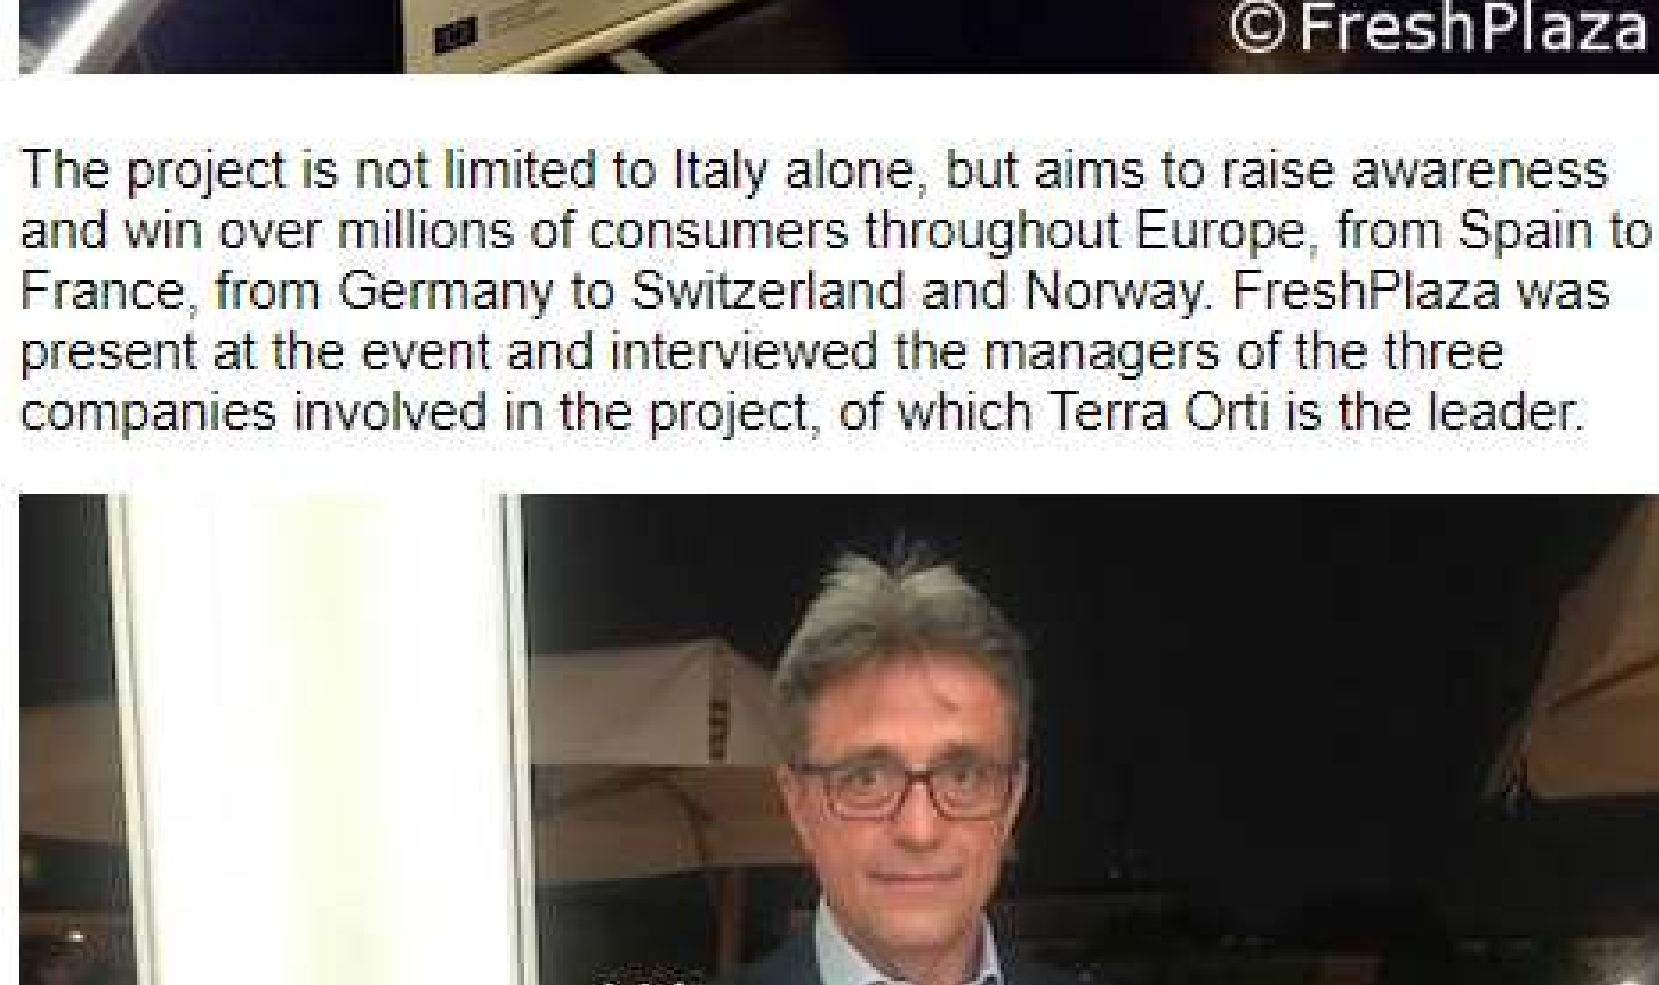 ©FreshPlaza
The project is not limited to Italy alone, but aims to raise awareness
and win over millions of consumers throughout Europe, from Spain to
France, from Germany to Switzerland and Norway. FreshPlaza was
present at the event and interviewed the managers of the three
companies involved in the project, of which Terra Orti is the leader.